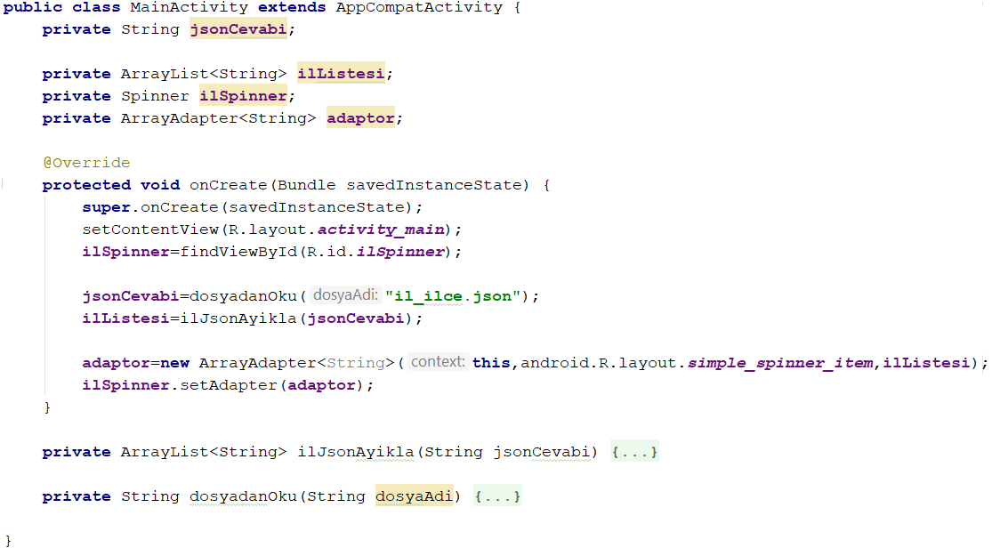 public class MainActivity extends AppCompatActivity {
    private String jsonCevabi;

    private ArrayList<String> ilListesi;
    private Spinner ilSpinner;
    private ArrayAdapter<String> adaptor;

    @Override
    protected void onCreate(Bundle savedInstanceState) {
        super.onCreate(savedInstanceState);
        setContentView(R.layout.activity_main);
        ilSpinner=findViewById(R.id.ilSpinner);

        jsonCevabi=dosyadanOku( dosyaAdi: "il_ilce.json");
        ilListesi=ilJsonAyikla(jsonCevabi);

        adaptor=new ArrayAdapter<String>( context: this,android.R.layout.simple_spinner_item,ilListesi);
        ilSpinner.setAdapter(adaptor);
    }

    private ArrayList<String> ilJsonAyikla(String jsonCevabi) {...}

    private String dosyadanOku(String dosyaAdi) {...}

}